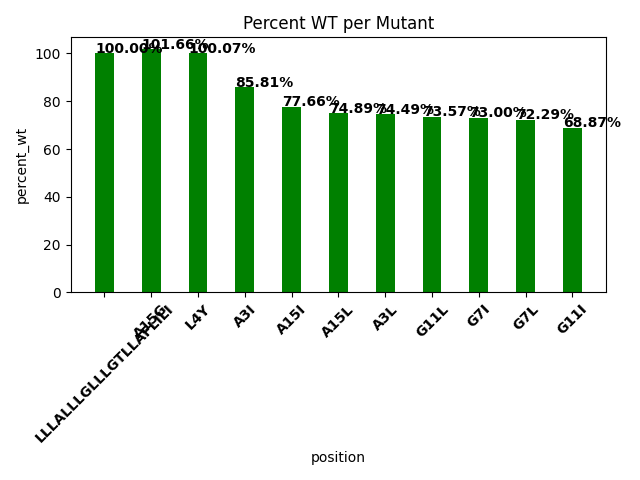 Percent WT per Mutant
100.00% 101.66% 100.07% 85.81% 77.66% 74.89% 74.49% 73.57% 73.00% 72.29% 68.87%
100
80
60
40
20
0
percent_wt
A15C L4Y A3I A15I A15L A3L G11L G7I G7L G11I
position